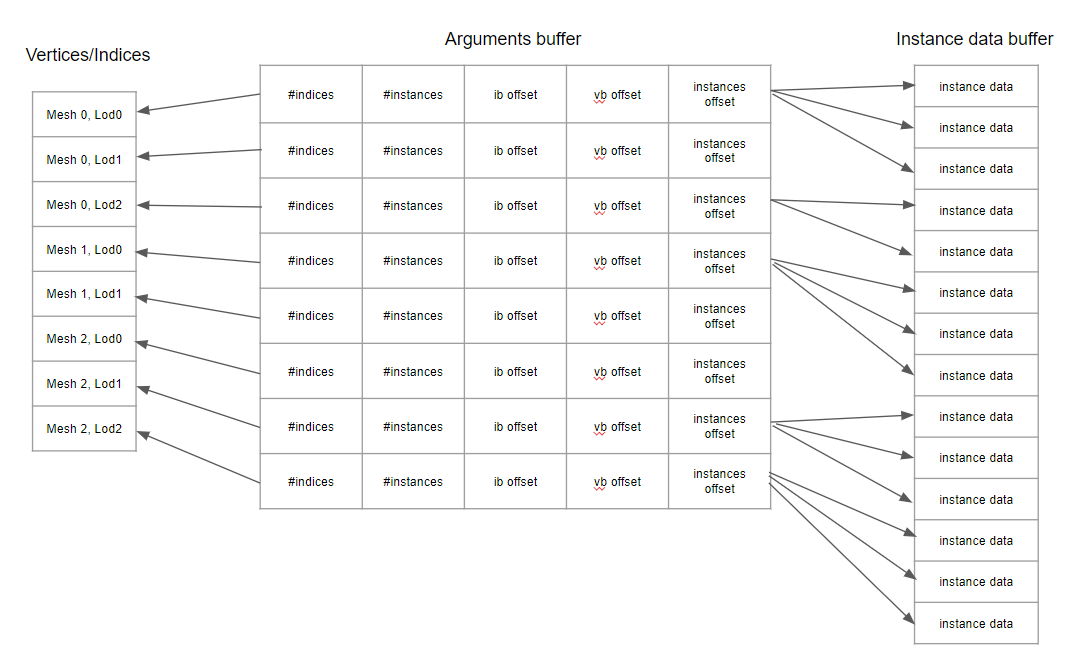 Vertices/Indices
Mesh 0, Lod0
Mesh 0, Lod1
Mesh 0, Lod2
Mesh 1, Lod0
Mesh 1, Lod1
Mesh 2, Lod0
Mesh 2, Lod1
Mesh 2, Lod2
Arguments buffer
#indices #instances ib offset vb offset instances
offset
#indices #instances ib offset vb offset instances
offset
#indices #instances ib offset vb offset instances
offset
#indices #instances ib offset vb offset instances
offset
#indices #instances ib offset vb offset instances
offset
#indices #instances ib offset vb offset instances
offset
#indices #instances ib offset vb offset instances
offset
#indices #instances ib offset vb offset instances
offset
Instance data buffer
instance data
instance data
instance data
instance data
instance data
instance data
instance data
instance data
instance data
instance data
instance data
instance data
instance data
instance data